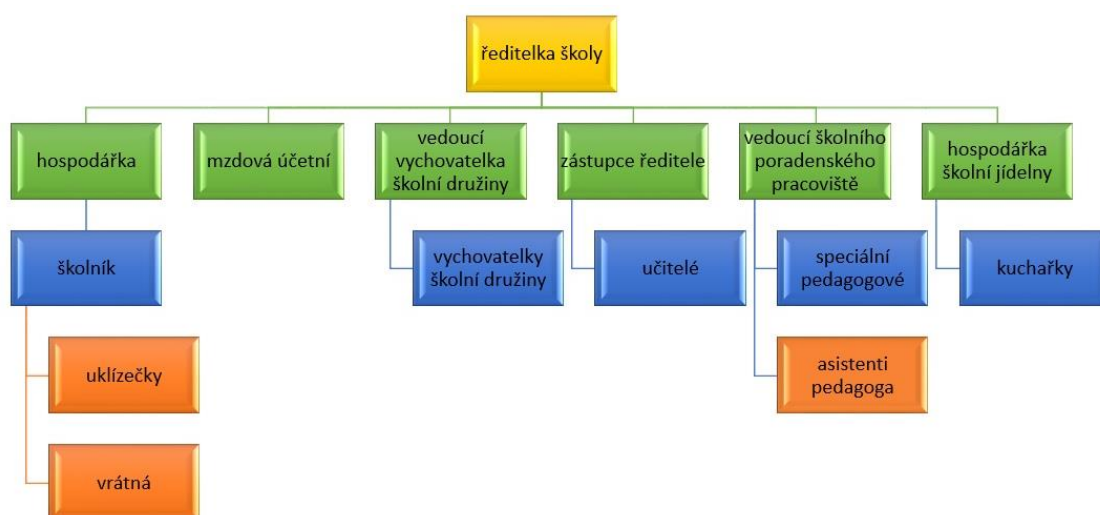 ředitelka školy
hospodářka
mzdová účetní
vedoucí
vychovatelka
školní družiny
zástupce ředitele
vedoucí školního
poradenského
pracoviště
hospodářka
školní jídelny
školník
vychovatelky
školní družiny
učitelé
speciální
pedagogové
kuchařky
uklízečky
asistenti
pedagoga
vrátná